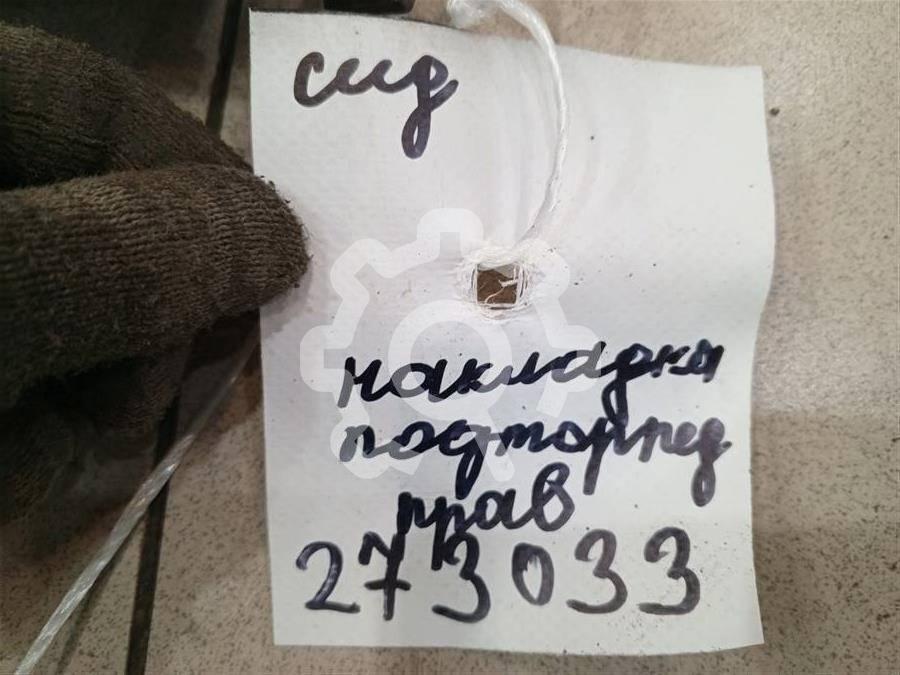 сид
накладка
подторпед
прав
273033